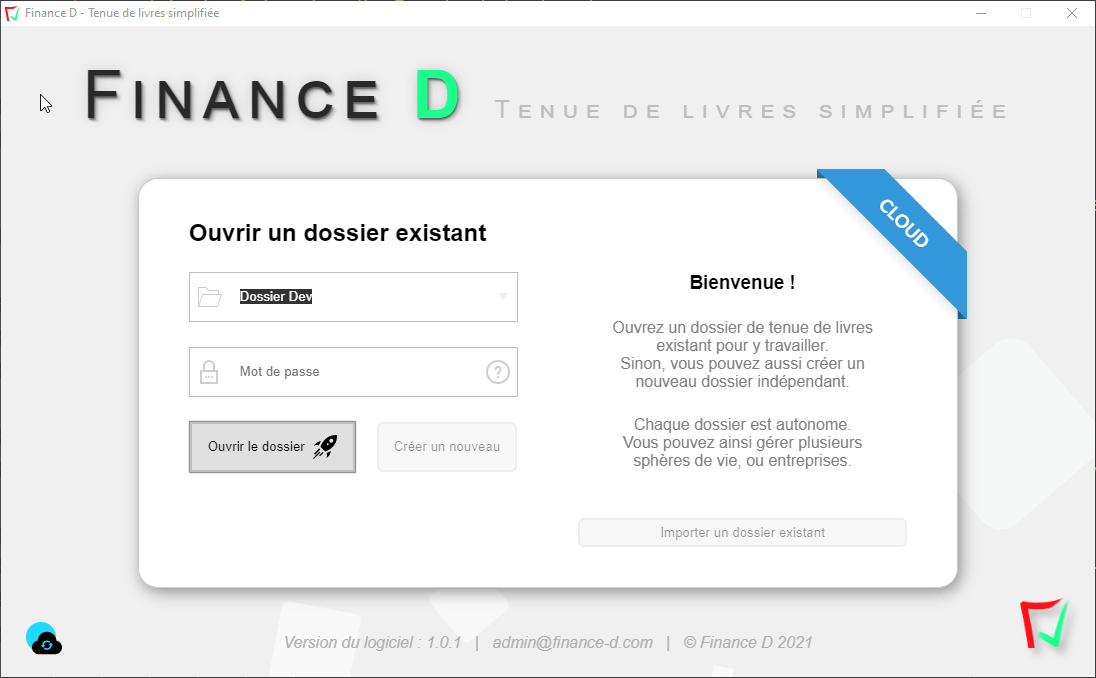 Finance D - Tenue de livres simplifiée
FINANCE D TENUE DE LIVRES SIMPLIFIÉE
CLOUD
Ouvrir un dossier existant
Dossier Dev
Mot de passe
?
Ouvrir le dossier
Créer un nouveau
Bienvenue !
Ouvrez un dossier de tenue de livres
existant pour y travailler.
Sinon, vous pouvez aussi créer un
nouveau dossier indépendant.
Chaque dossier est autonome.
Vous pouvez ainsi gérer plusieurs
sphères de vie, ou entreprises.
Importer un dossier existant
Version du logiciel : 1.0.1 | admin@finance-d.com | © Finance D 2021